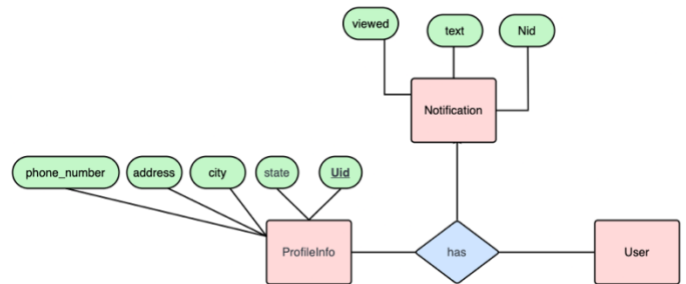 viewed
text
Nid
Notification
phone_number
address
city
state
Uid
ProfileInfo
has
User